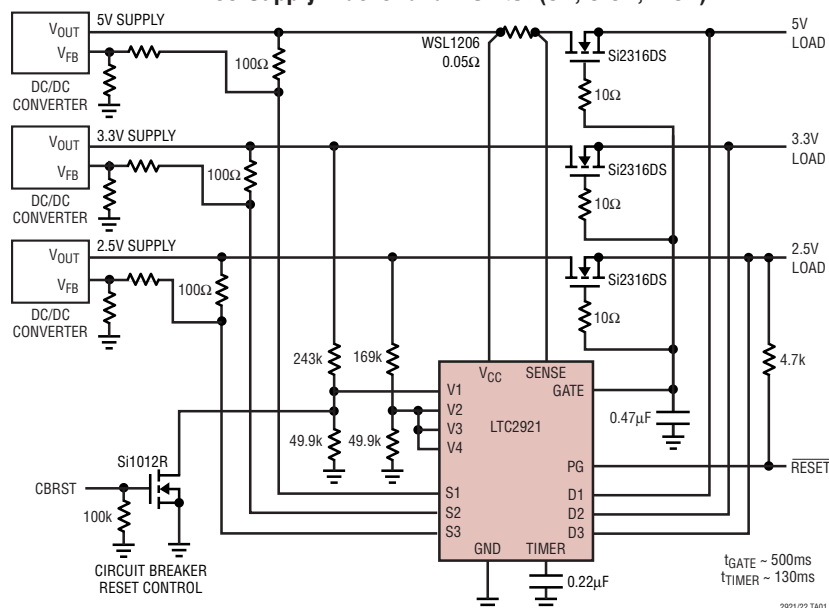 5V SUPPLY
VOUT
VFB
DC/DC
CONVERTER
100Ω
WSL1206
0.05Ω
Si2316DS
10Ω
5V
LOAD
3.3V SUPPLY
VOUT
VFB
DC/DC
CONVERTER
100Ω
Si2316DS
10Ω
3.3V
LOAD
2.5V SUPPLY
VOUT
VFB
DC/DC
CONVERTER
100Ω
Si2316DS
10Ω
2.5V
LOAD
243k
169k
4.7k
VCC
SENSE
GATE
V1
V2
V3
V4
LTC2921
0.47µF
49.9k
49.9k
Si1012R
CBRST
100k
CIRCUIT BREAKER
RESET CONTROL
PG
RESET
S1
S2
S3
D1
D2
D3
GND
TIMER
0.22µF
tGATE ~ 500ms
tTIMER ~ 130ms
2921/22 TA01